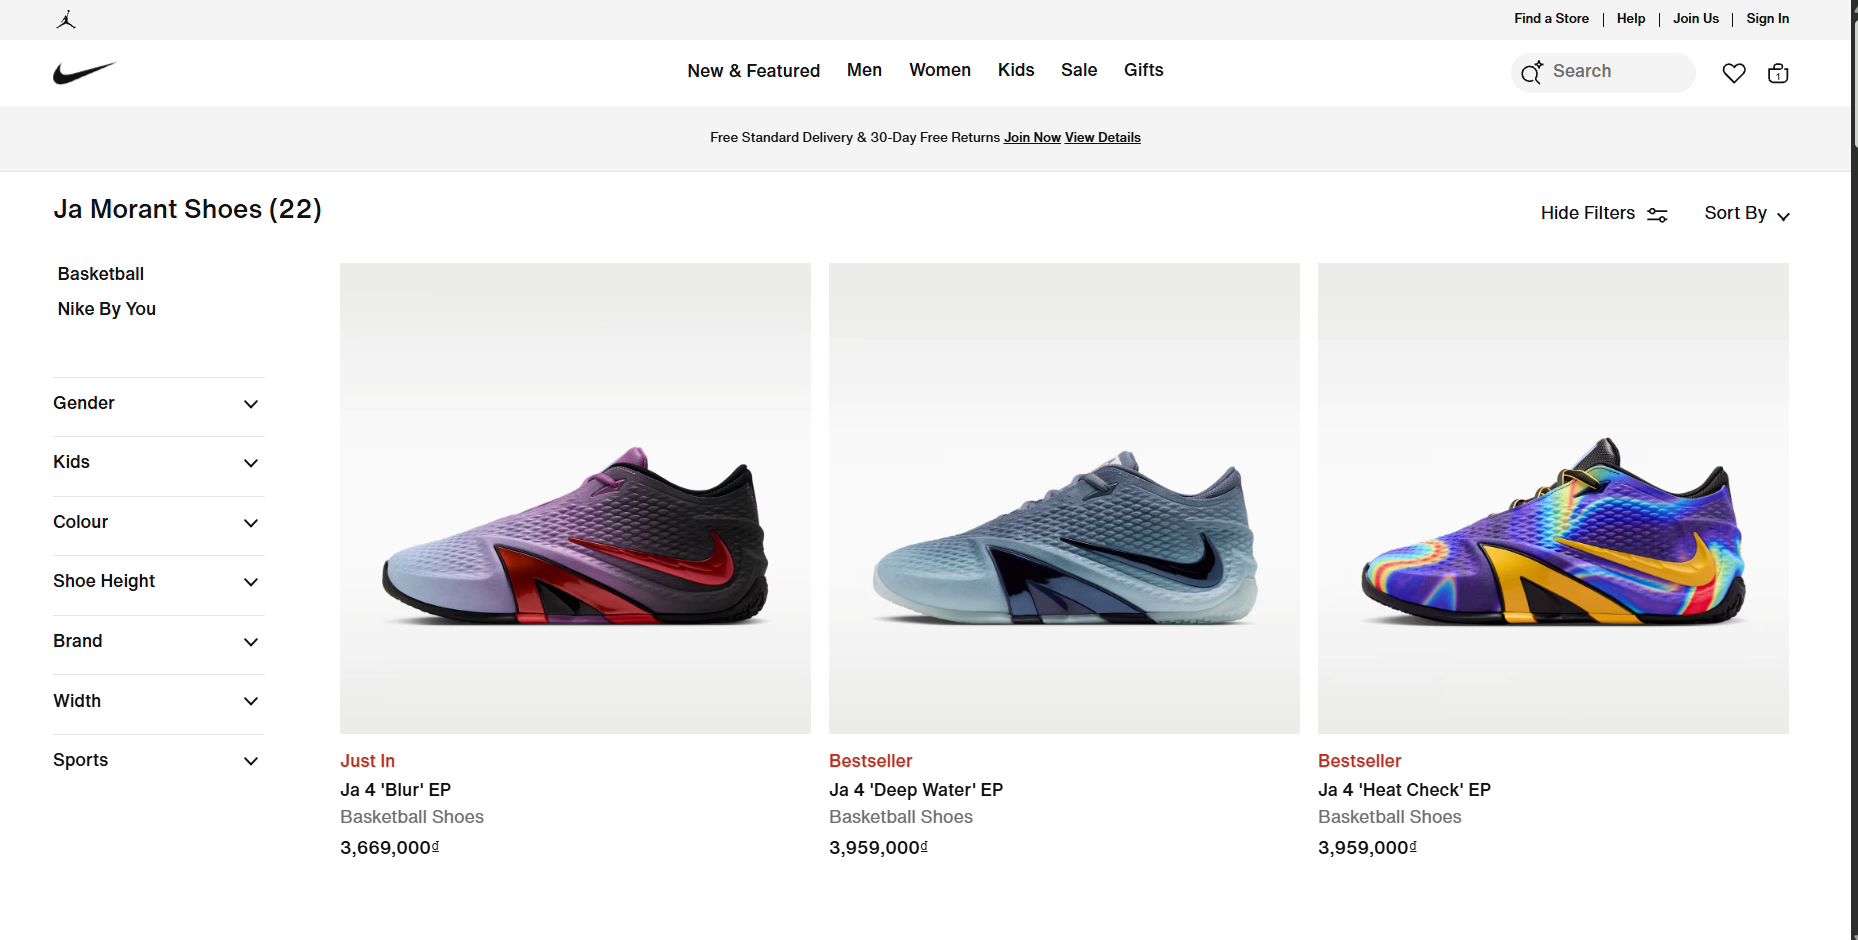 Find a Store | Help | Join Us | Sign In
New & Featured Men Women Kids Sale Gifts
Search
1
Free Standard Delivery & 30-Day Free Returns Join Now View Details
Ja Morant Shoes (22)
Hide Filters
Sort By
Basketball
Nike By You
Gender
Kids
Colour
Shoe Height
Brand
Width
Sports
Just In
Ja 4 'Blur' EP
Basketball Shoes
3,669,000₫
Bestseller
Ja 4 'Deep Water' EP
Basketball Shoes
3,959,000₫
Bestseller
Ja 4 'Heat Check' EP
Basketball Shoes
3,959,000₫